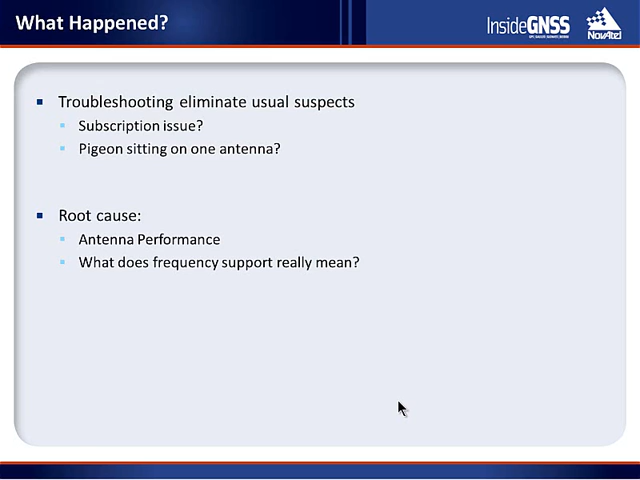 What Happened?
InsideGNSS
NovAtel
Troubleshooting eliminate usual suspects
Subscription issue?
Pigeon sitting on one antenna?
Root cause:
Antenna Performance
What does frequency support really mean?